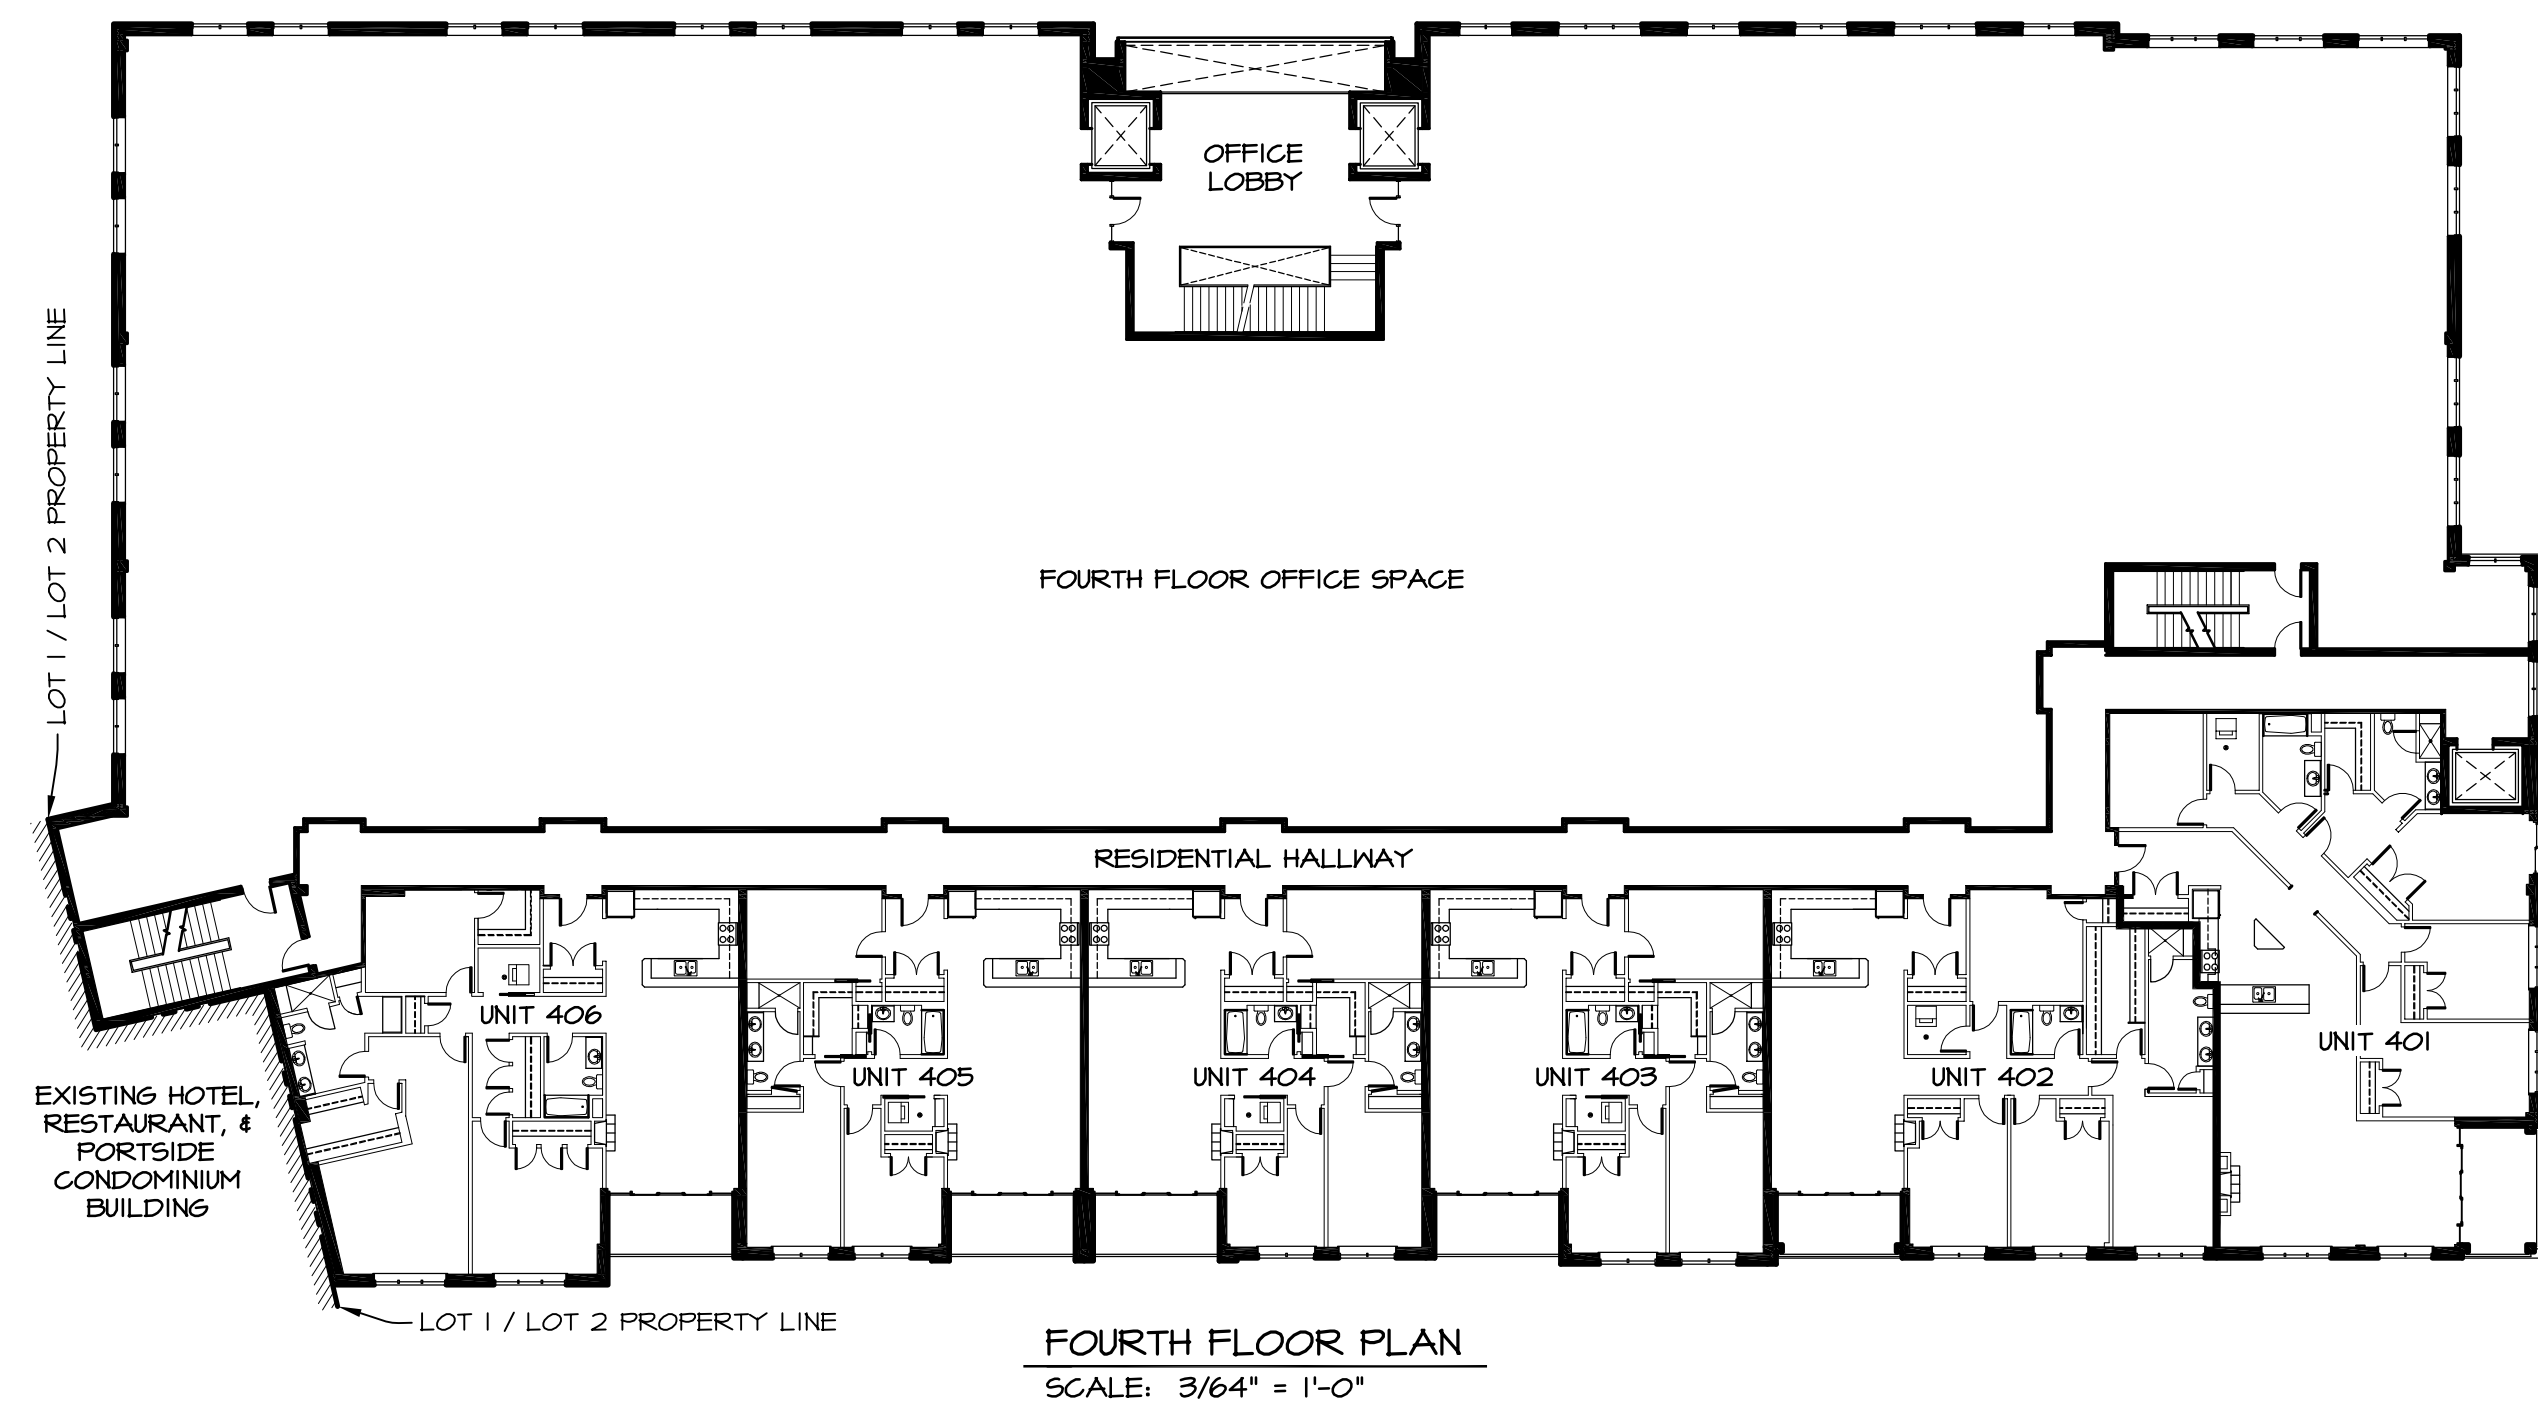 OFFICE
LOBBY
LOT 1 / LOT 2 PROPERTY LINE
FOURTH FLOOR OFFICE SPACE
RESIDENTIAL HALLWAY
UNIT 406
UNIT 405
UNIT 404
UNIT 403
UNIT 402
UNIT 401
EXISTING HOTEL,
RESTAURANT, &
PORTSIDE
CONDOMINIUM
BUILDING
LOT 1 / LOT 2 PROPERTY LINE
FOURTH FLOOR PLAN
SCALE: 3/64" = 1'-0"